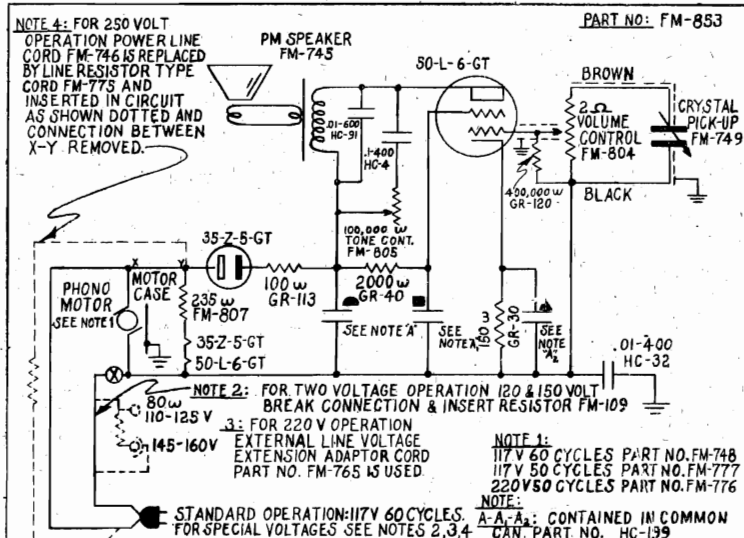 NOTE 4: FOR 250 VOLT
OPERATION POWER LINE
CORD FM-746 IS REPLACED
BY LINE RESISTOR TYPE
CORD FM-775 AND
INSERTED IN CIRCUIT
AS SHOWN DOTTED AND
CONNECTION BETWEEN
X-Y REMOVED.
PART NO: FM-853
PM SPEAKER
FM-745
50-L-6-GT
BROWN
.01-600
HC-91
.1-400
HC-4
2Ω
VOLUME
CONTROL
FM-804
CRYSTAL
PICK-UP
FM-749
400,000 ω
GR-120
BLACK
100,000 ω
TONE CONT.
FM-805
35-Z-5-GT
X
Y
PHONO
MOTOR
SEE NOTE 1
MOTOR
CASE
235 ω
FM-807
100 ω
GR-113
2000 ω
GR-40
35-Z-5-GT
50-L-6-GT
SEE NOTE "A"
SEE
NOTE "A,"
150 ω
GR-30
SEE
NOTE
"A2"
.01-400
HC-32
X
NOTE 2: FOR TWO VOLTAGE OPERATION 120 & 150 VOLT
BREAK CONNECTION & INSERT RESISTOR FM-109
80 ω
110-125 V
145-160V
3: FOR 220 V OPERATION
EXTERNAL LINE VOLTAGE
EXTENSION ADAPTOR CORD
PART NO. FM-765 IS USED.
NOTE 1:
117V 60 CYCLES PART NO. FM-748
117V 50 CYCLES PART NO. FM-777
220V 50 CYCLES PART NO. FM-776
STANDARD OPERATION: 117V 60 CYCLES.
FOR SPECIAL VOLTAGES SEE NOTES 2,3,4
NOTE:
A-A1-A2: CONTAINED IN COMMON
CAN. PART NO. HC-199